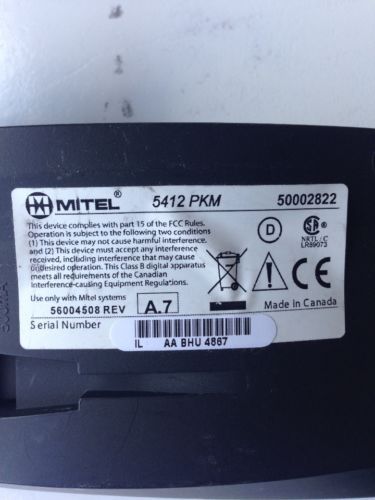 MITEL® 5412 PKM 50002822
This device complies with part 15 of the FCC Rules.
Operation is subject to the following two conditions
(1) This device may not cause harmful interference.
and (2) This device must accept any interference
received, including interference that may cause
undesired operation. This Class B digital apparatus
meets all requirements of the Canadian
Interference-causing Equipment Regulations.
D
NRTL / C
LR89073
CE
Use only with Mitel systems
Made in Canada
56004508 REV A.7
Serial Number
IL AA BHU 4867